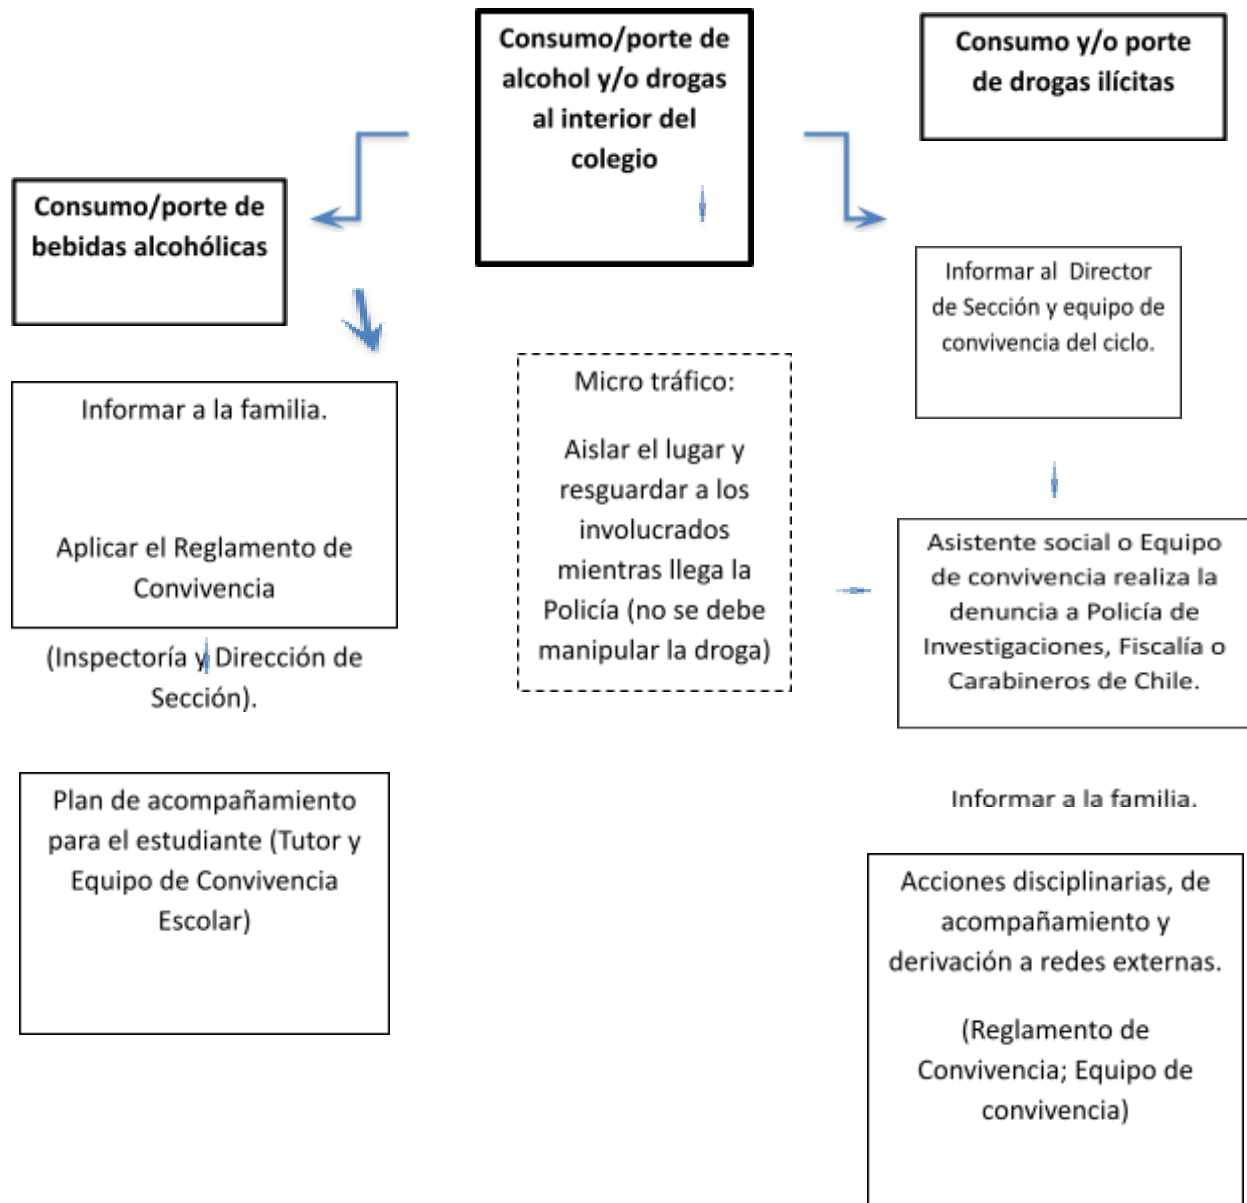 Consumo/porte de
alcohol y/o drogas
al interior del
colegio
Consumo y/o porte
de drogas ilícitas
Consumo/porte de
bebidas alcohólicas
Informar al Director
de Sección y equipo de
convivencia del ciclo.
Informar a la familia.
Aplicar el Reglamento de
Convivencia
(Inspectoría y Dirección de
Sección).
Micro tráfico:
Aislar el lugar y
resguardar a los
involucrados
mientras llega la
Policía (no se debe
manipular la droga)
Asistente social o Equipo
de convivencia realiza la
denuncia a Policía de
Investigaciones, Fiscalía o
Carabineros de Chile.
Plan de acompañamiento
para el estudiante (Tutor y
Equipo de Convivencia
Escolar)
Informar a la familia.
Acciones disciplinarias, de
acompañamiento y
derivación a redes externas.
(Reglamento de
Convivencia; Equipo de
convivencia)